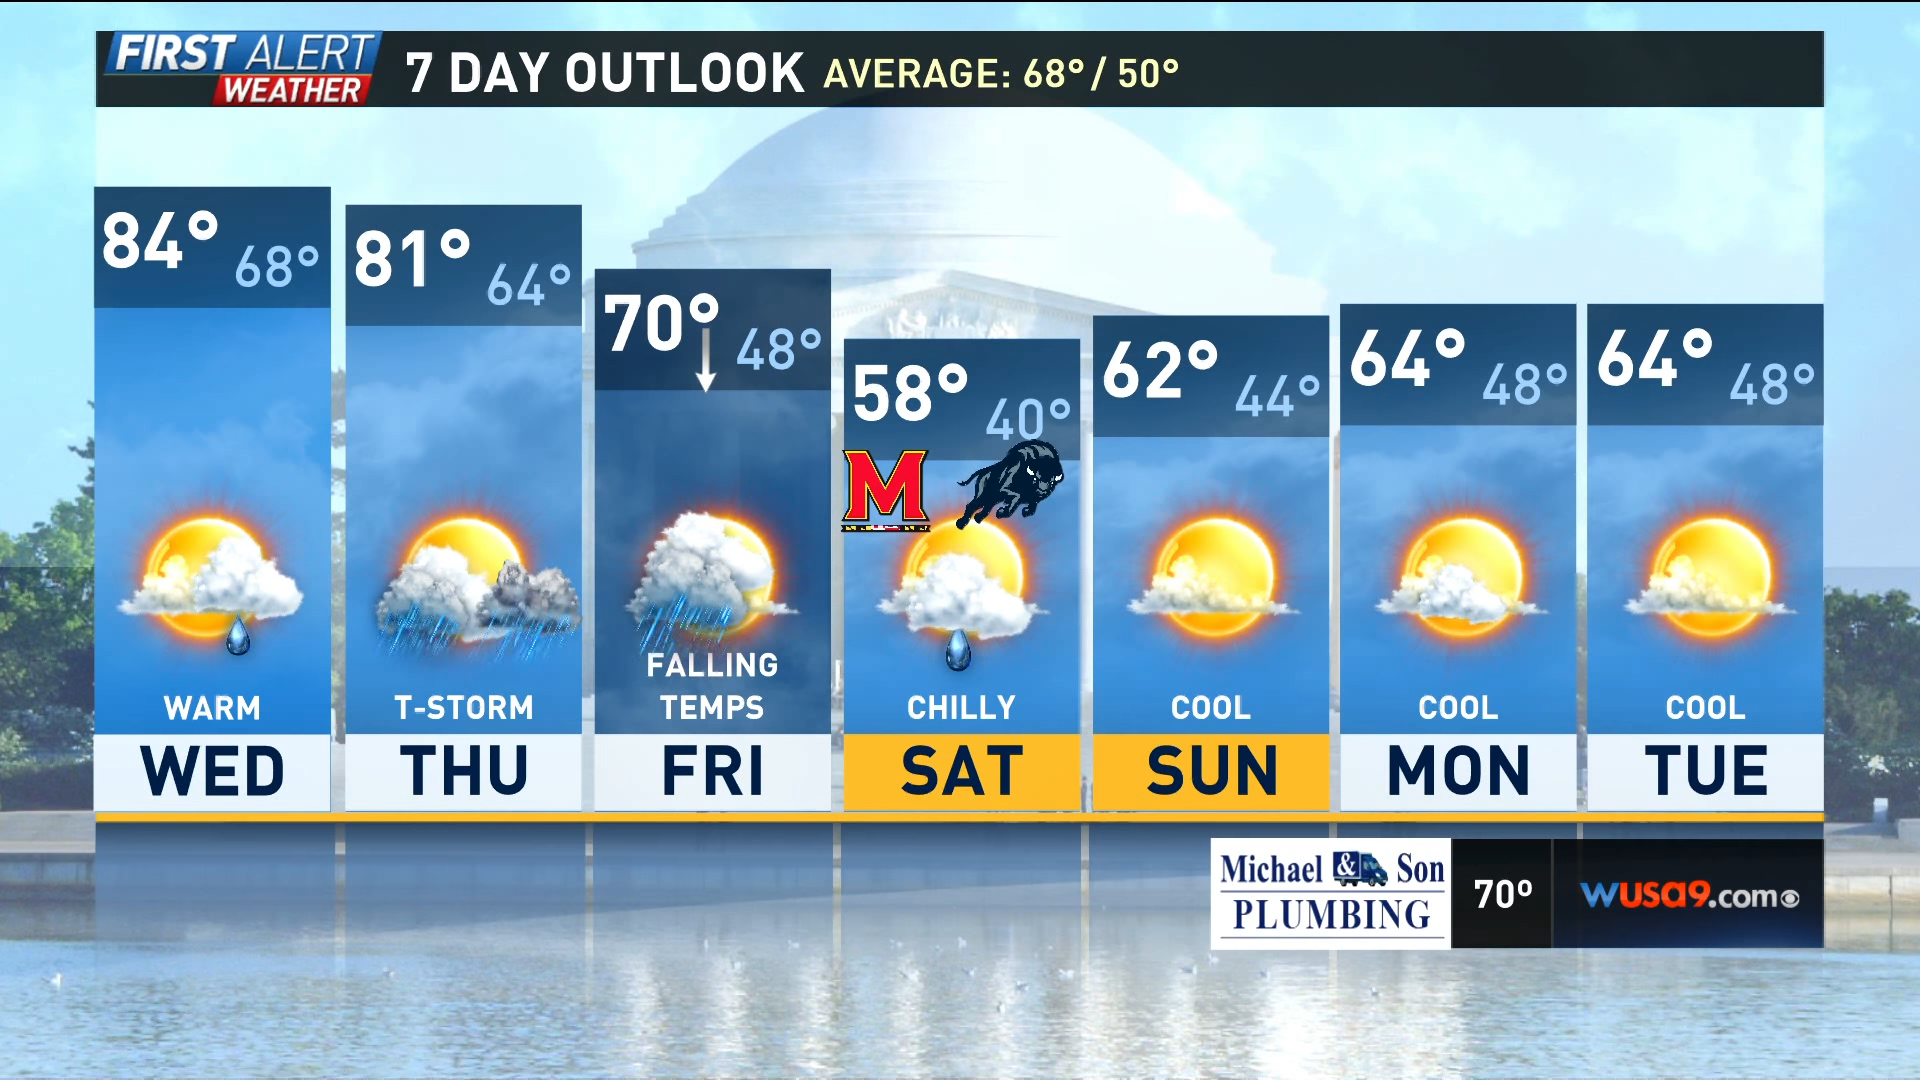 FIRST ALERT
WEATHER
7 DAY OUTLOOK AVERAGE: 68° / 50°
84° 68°
81° 64°
70° 48°
58° 40°
62° 44°
64° 48°
64° 48°
M
WARM
T-STORM
FALLING
TEMPS
CHILLY
COOL
COOL
COOL
WED
THU
FRI
SAT
SUN
MON
TUE
Michael & Son
PLUMBING
70°
WUSA9.com